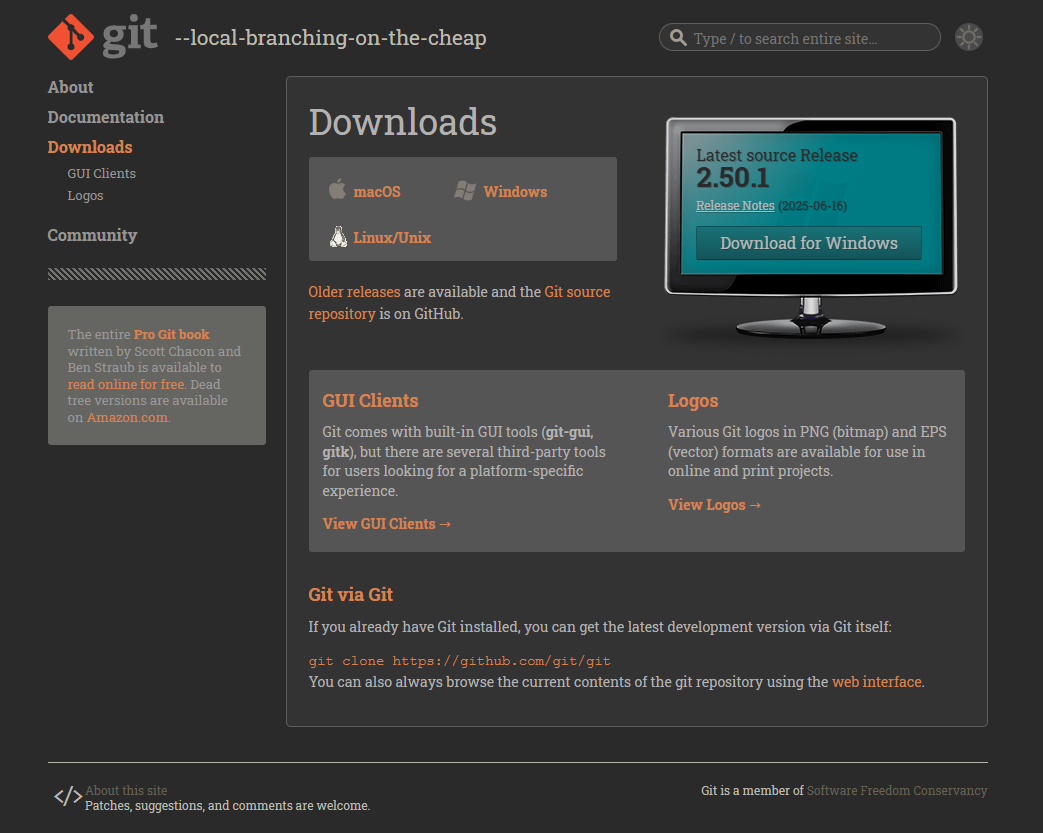 git --local-branching-on-the-cheap
Type / to search entire site...
About
Documentation
Downloads
GUI Clients
Logos
Community
The entire Pro Git book
written by Scott Chacon and
Ben Straub is available to
read online for free. Dead
tree versions are available
on Amazon.com.
Downloads
macOS
Windows
Linux/Unix
Older releases are available and the Git source
repository is on GitHub.
Latest source Release
2.50.1
Release Notes (2025-06-16)
Download for Windows
GUI Clients
Git comes with built-in GUI tools (git-gui,
gitk), but there are several third-party tools
for users looking for a platform-specific
experience.
View GUI Clients →
Logos
Various Git logos in PNG (bitmap) and EPS
(vector) formats are available for use in
online and print projects.
View Logos →
Git via Git
If you already have Git installed, you can get the latest development version via Git itself:
git clone https://github.com/git/git
You can also always browse the current contents of the git repository using the web interface.
</> About this site
Patches, suggestions, and comments are welcome.
Git is a member of Software Freedom Conservancy